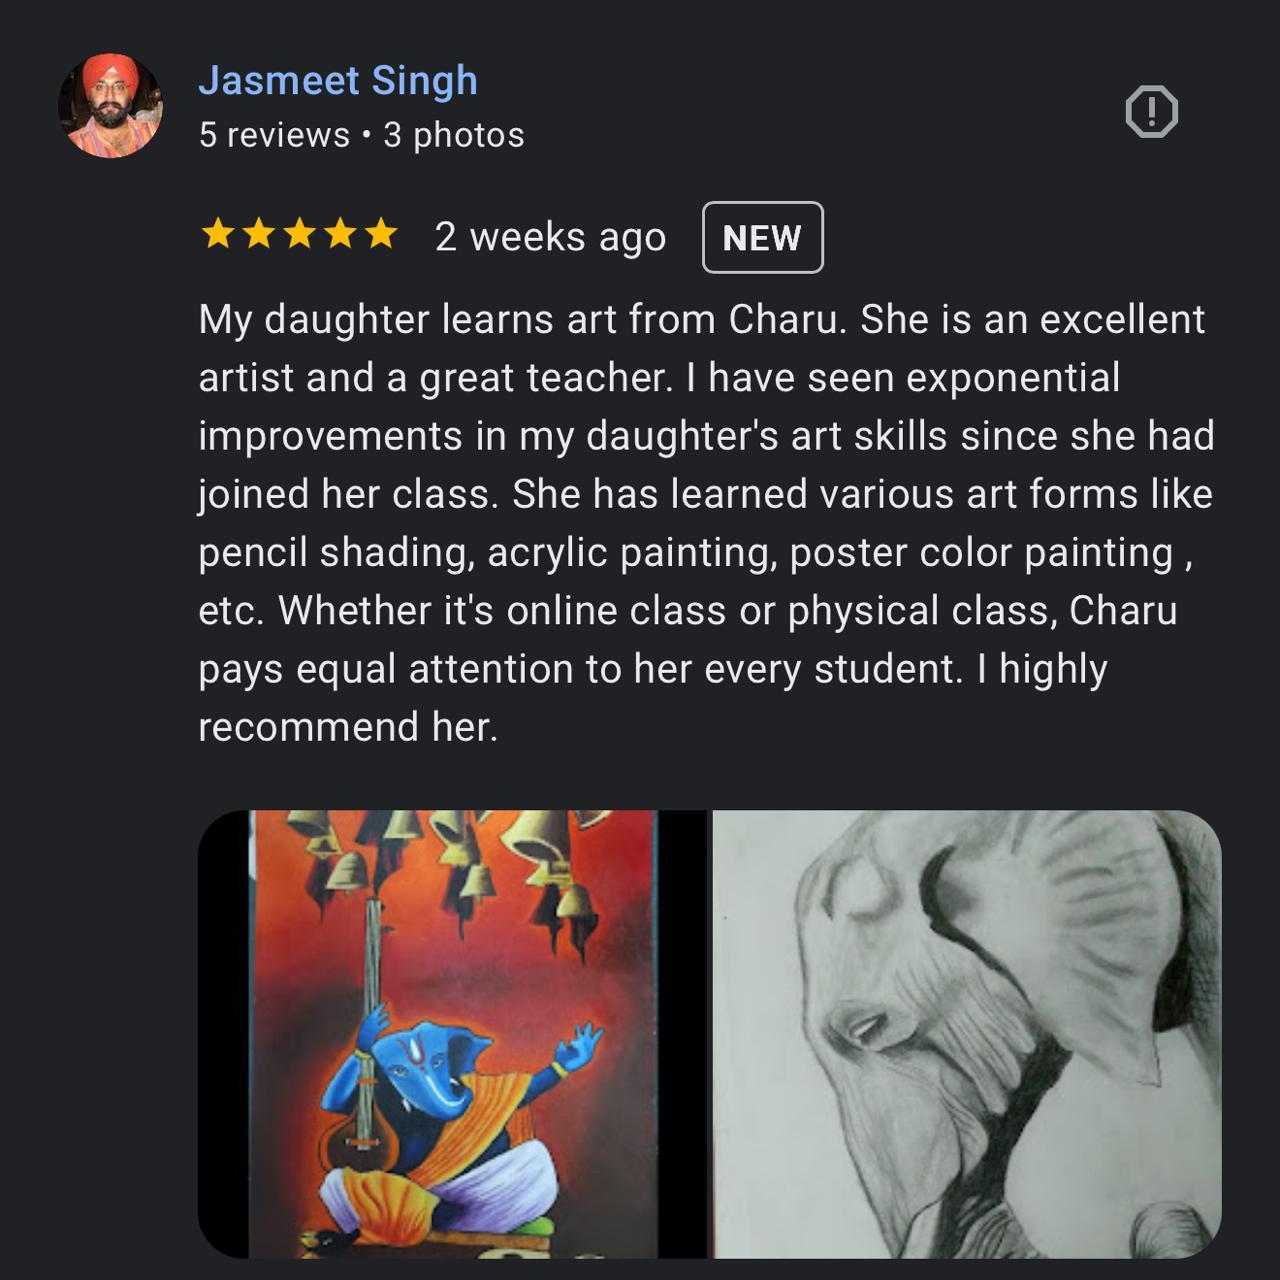 Jasmeet Singh
5 reviews • 3 photos
2 weeks ago NEW
My daughter learns art from Charu. She is an excellent
artist and a great teacher. I have seen exponential
improvements in my daughter's art skills since she had
joined her class. She has learned various art forms like
pencil shading, acrylic painting, poster color painting ,
etc. Whether it's online class or physical class, Charu
pays equal attention to her every student. I highly
recommend her.